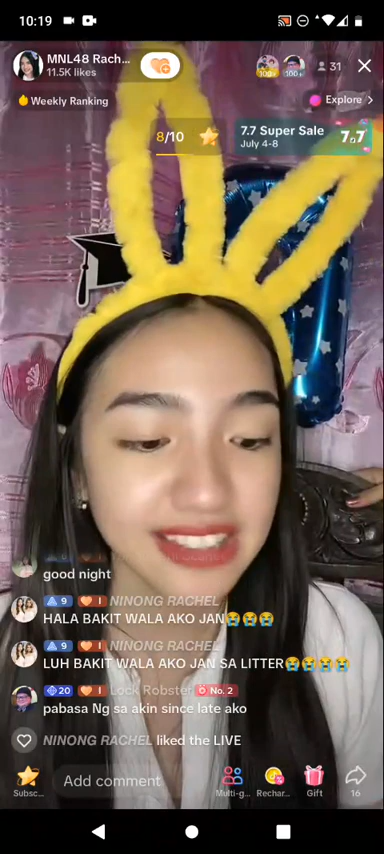 10:19
MNL48 Rach...
11.5K likes
100+
100+
31
Weekly Ranking
Explore
8/10
7.7 Super Sale
July 4-8
7.7
good night
9 I NINONG RACHEL
HALA BAKIT WALA AKO JAN😭😭😭
9 I NINONG RACHEL
LUH BAKIT WALA AKO JAN SA LITTER😭😭😭😭
20 I Lock Robster No. 2
pabasa Ng sa akin since late ako
NINONG RACHEL liked the LIVE
Add comment
Subsc...
Multi-g...
Rechar...
Gift
16